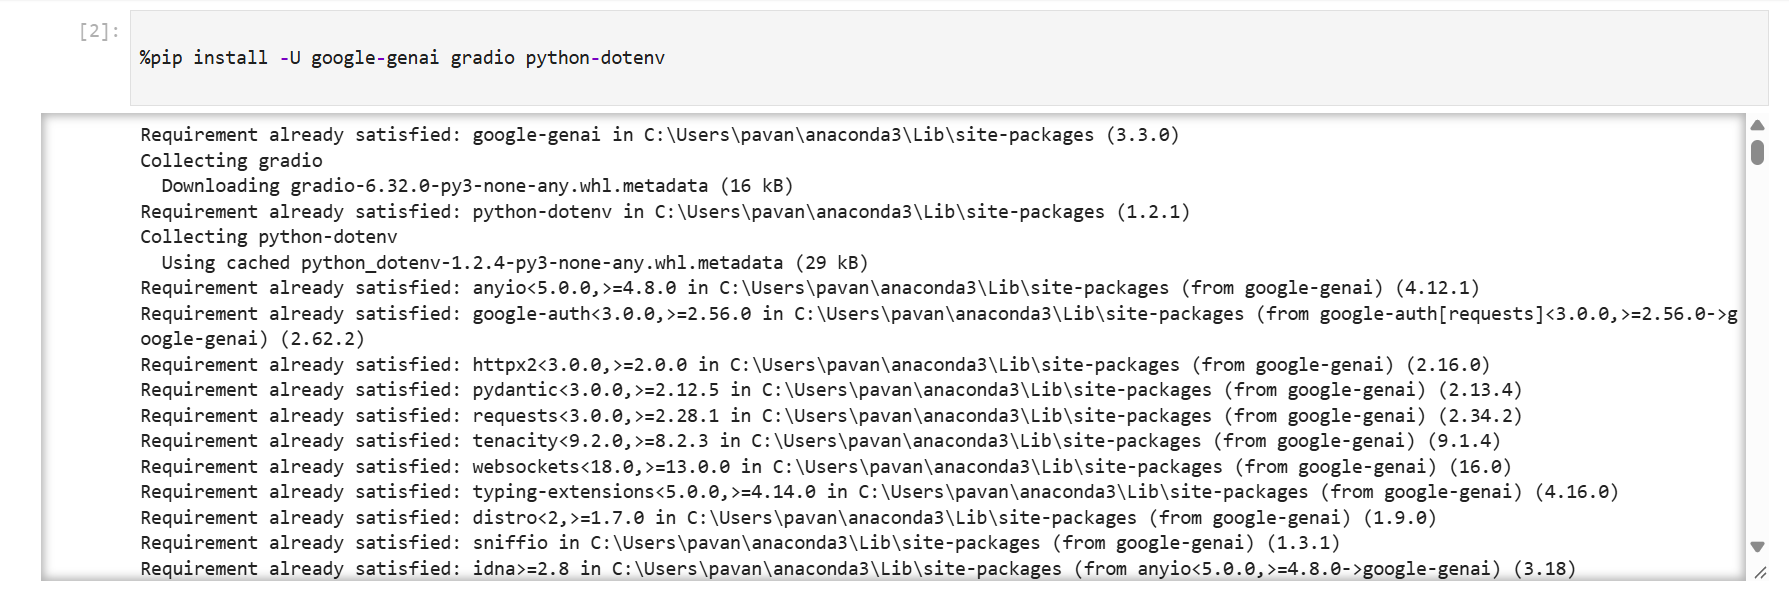 [2]:
%pip install -U google-genai gradio python-dotenv
Requirement already satisfied: google-genai in C:\Users\pavan\anaconda3\Lib\site-packages (3.3.0)
Collecting gradio
  Downloading gradio-6.32.0-py3-none-any.whl.metadata (16 kB)
Requirement already satisfied: python-dotenv in C:\Users\pavan\anaconda3\Lib\site-packages (1.2.1)
Collecting python-dotenv
  Using cached python_dotenv-1.2.4-py3-none-any.whl.metadata (29 kB)
Requirement already satisfied: anyio<5.0.0,>=4.8.0 in C:\Users\pavan\anaconda3\Lib\site-packages (from google-genai) (4.12.1)
Requirement already satisfied: google-auth<3.0.0,>=2.56.0 in C:\Users\pavan\anaconda3\Lib\site-packages (from google-auth[requests]<3.0.0,>=2.56.0->g
oogle-genai) (2.62.2)
Requirement already satisfied: httpx2<3.0.0,>=2.0.0 in C:\Users\pavan\anaconda3\Lib\site-packages (from google-genai) (2.16.0)
Requirement already satisfied: pydantic<3.0.0,>=2.12.5 in C:\Users\pavan\anaconda3\Lib\site-packages (from google-genai) (2.13.4)
Requirement already satisfied: requests<3.0.0,>=2.28.1 in C:\Users\pavan\anaconda3\Lib\site-packages (from google-genai) (2.34.2)
Requirement already satisfied: tenacity<9.2.0,>=8.2.3 in C:\Users\pavan\anaconda3\Lib\site-packages (from google-genai) (9.1.4)
Requirement already satisfied: websockets<18.0,>=13.0.0 in C:\Users\pavan\anaconda3\Lib\site-packages (from google-genai) (16.0)
Requirement already satisfied: typing-extensions<5.0.0,>=4.14.0 in C:\Users\pavan\anaconda3\Lib\site-packages (from google-genai) (4.16.0)
Requirement already satisfied: distro<2,>=1.7.0 in C:\Users\pavan\anaconda3\Lib\site-packages (from google-genai) (1.9.0)
Requirement already satisfied: sniffio in C:\Users\pavan\anaconda3\Lib\site-packages (from google-genai) (1.3.1)
Requirement already satisfied: idna>=2.8 in C:\Users\pavan\anaconda3\Lib\site-packages (from anyio<5.0.0,>=4.8.0->google-genai) (3.18)